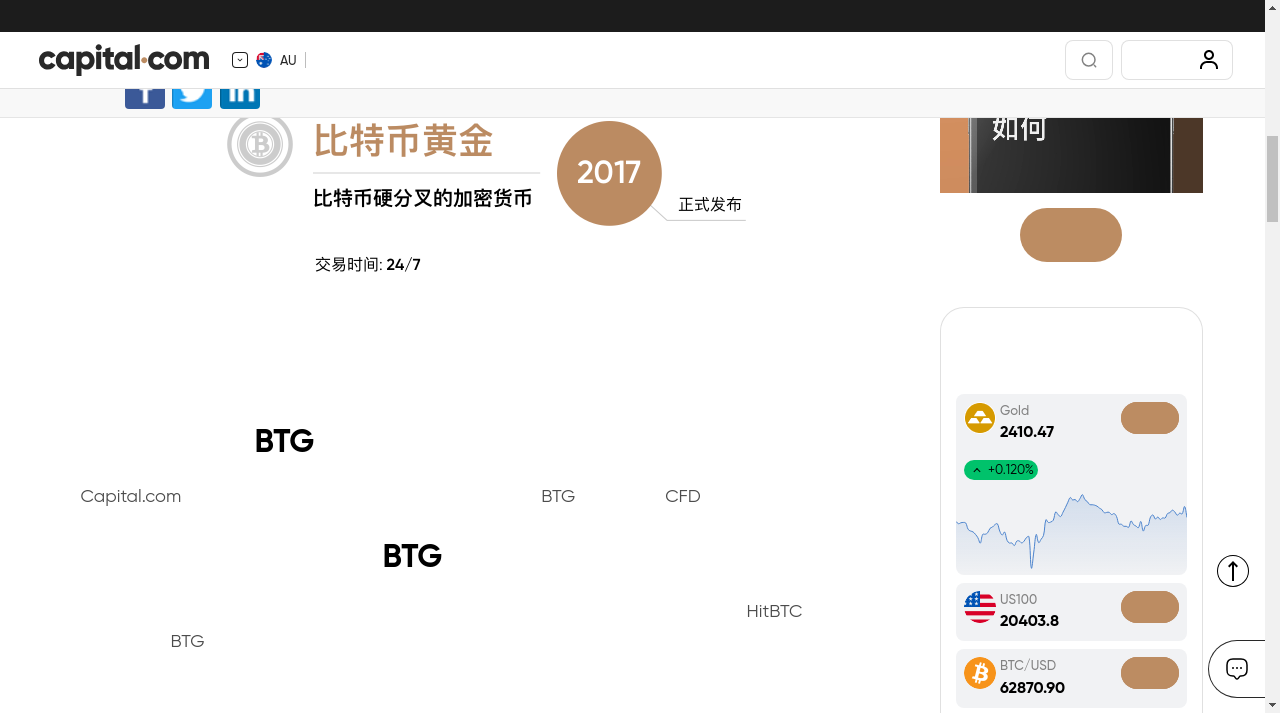 capital.com
AU
比特币黄金
比特币硬分叉的加密货币
2017
正式发布
交易时间: 24/7
如何
BTG
Capital.com BTG CFD
BTG
HitBTC
BTG
Gold
2410.47
+0.120%
US100
20403.8
BTC/USD
62870.90